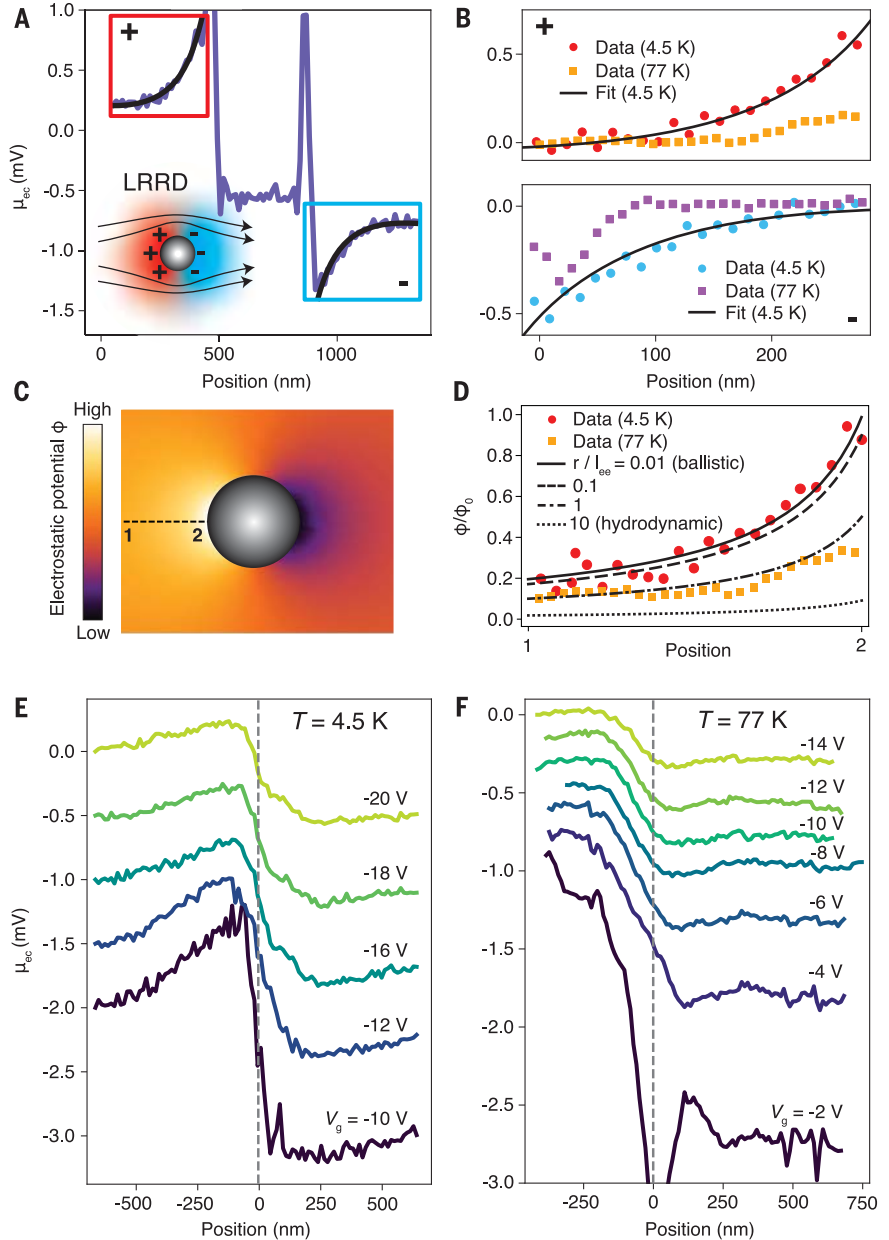 A
1.0
0.5
0.0
-0.5
-1.0
-1.5
μec (mV)
+
LRRD
+ -
+ -
+ -
-
0 500 1000
Position (nm)
B
+
0.5
0.0
Data (4.5 K)
Data (77 K)
Fit (4.5 K)
0.0
-0.5
Data (4.5 K)
Data (77 K)
Fit (4.5 K)
-
0 100 200
Position (nm)
C
High
Electrostatic potential ϕ
Low
1 2
D
1.0
0.8
0.6
0.4
0.2
0.0
ϕ/ϕ0
Data (4.5 K)
Data (77 K)
r / lee = 0.01 (ballistic)
0.1
1
10 (hydrodynamic)
1 2
Position
E
T = 4.5 K
0.0
-0.5
-1.0
-1.5
-2.0
-2.5
-3.0
μec (mV)
-20 V
-18 V
-16 V
-12 V
Vg = -10 V
-500 -250 0 250 500
Position (nm)
F
T = 77 K
0.0
-0.5
-1.0
-1.5
-2.0
-2.5
-3.0
-14 V
-12 V
-10 V
-8 V
-6 V
-4 V
Vg = -2 V
-250 0 250 500 750
Position (nm)